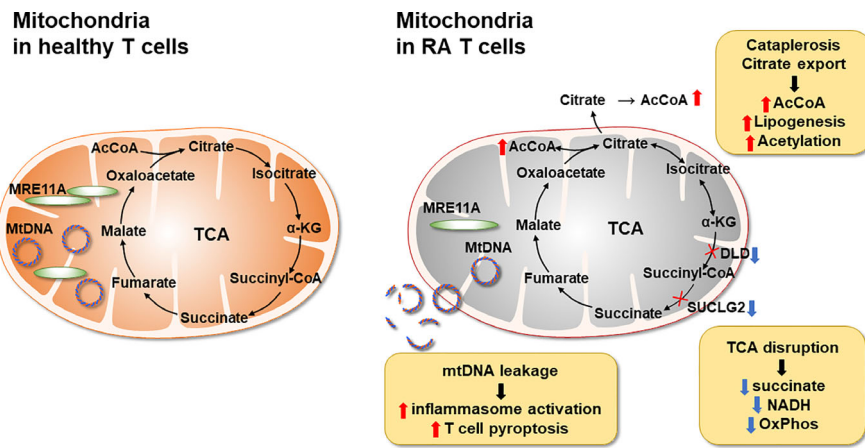 Mitochondria
in healthy T cells
AcCoA
Citrate
Isocitrate
Oxaloacetate
MRE11A
MtDNA
Malate
TCA
α-KG
Fumarate
Succinyl-CoA
Succinate
Mitochondria
in RA T cells
Citrate → AcCoA
AcCoA
Citrate
Isocitrate
Oxaloacetate
MRE11A
MtDNA
Malate
TCA
α-KG
DLD
Fumarate
Succinyl-CoA
Succinate
SUCLG2
Cataplerosis
Citrate export
AcCoA
Lipogenesis
Acetylation
mtDNA leakage
inflammasome activation
T cell pyroptosis
TCA disruption
succinate
NADH
OxPhos